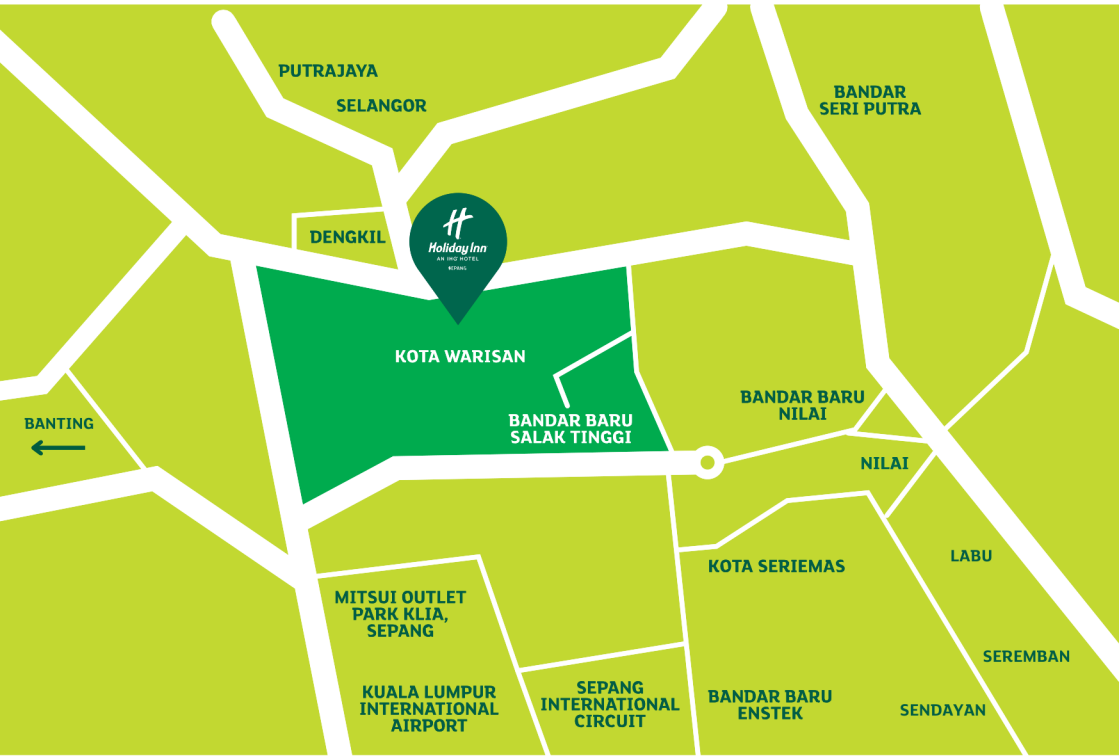 PUTRAJAYA
SELANGOR
BANDAR
SERI PUTRA
DENGKIL
H
Holiday Inn
AN IHG HOTEL
SEPANG
KOTA WARISAN
BANDAR BARU
SALAK TINGGI
BANDAR BARU
NILAI
BANTING
NILAI
LABU
KOTA SERIEMAS
MITSUI OUTLET
PARK KLIA,
SEPANG
SEREMBAN
KUALA LUMPUR
INTERNATIONAL
AIRPORT
SEPANG
INTERNATIONAL
CIRCUIT
BANDAR BARU
ENSTEK
SENDAYAN